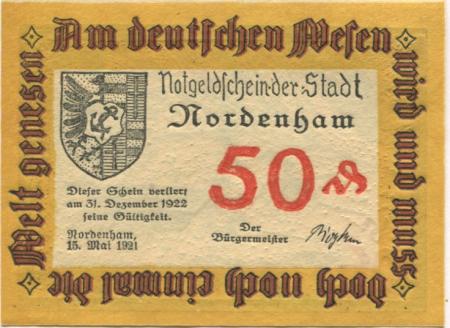 Am deutschen Wesen
wird und muss
doch noch einmal die
Welt genesen
Notgeldschein·der·Stadt
Nordenham
50 ₰
Dieser Schein verliert
am 31. Dezember 1922
seine Gültigkeit.
Nordenham,
15. Mai 1921
Der
Bürgermeister